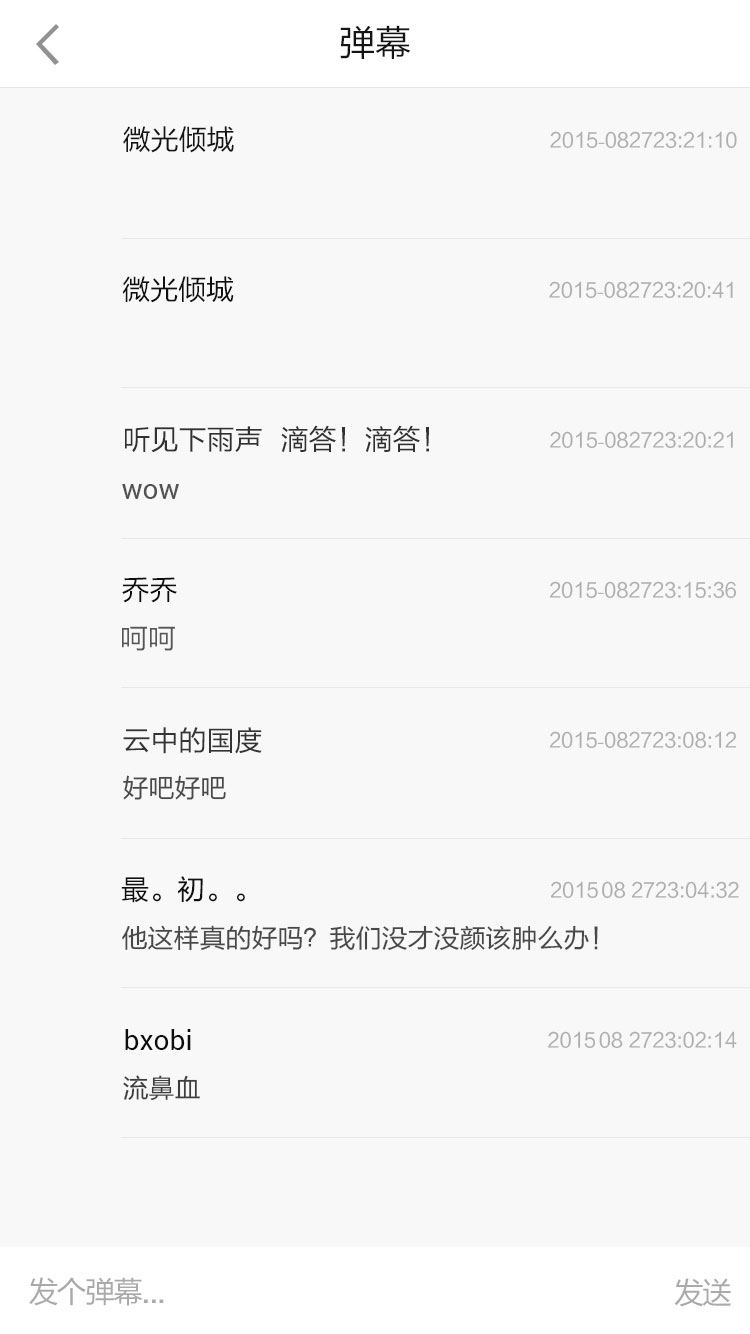 弹幕
微光倾城 2015-082723:21:10
微光倾城 2015-082723:20:41
听见下雨声 滴答！滴答！ 2015-082723:20:21
wow
乔乔 2015-082723:15:36
呵呵
云中的国度 2015-082723:08:12
好吧好吧
最。初。。 2015 08 2723:04:32
他这样真的好吗？我们没才没颜该肿么办！
bxobi 2015 08 2723:02:14
流鼻血
发个弹幕... 发送